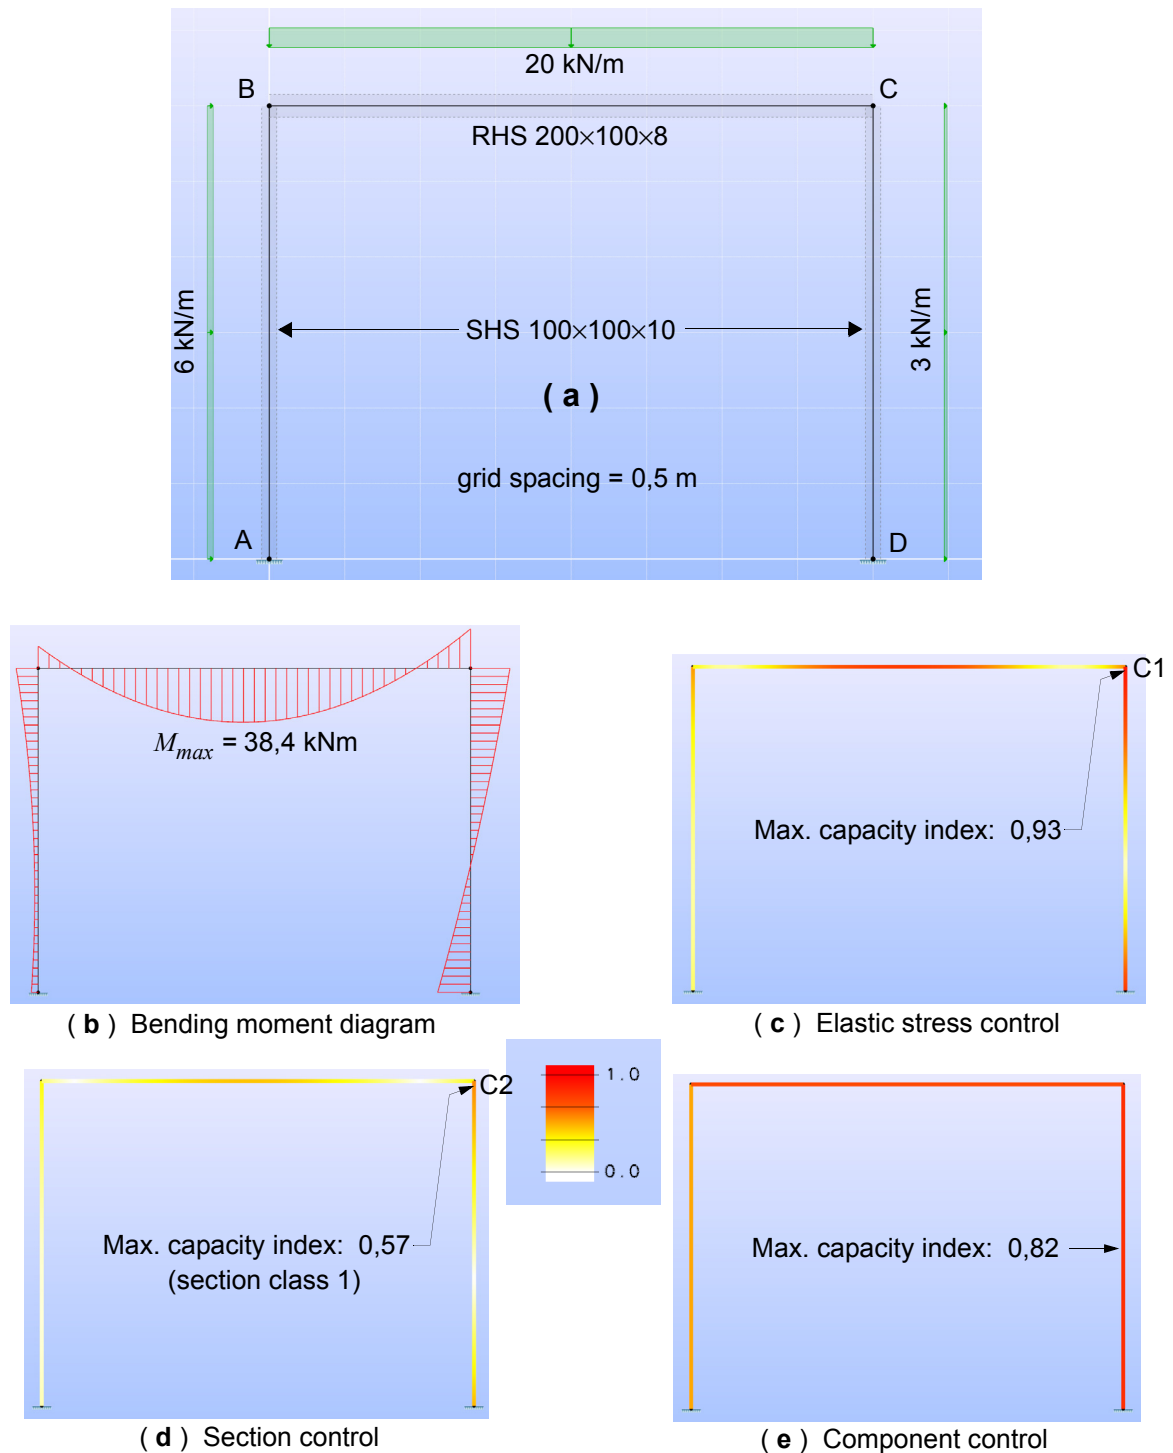 20 kN/m
B
C
RHS 200×100×8
6 kN/m
SHS 100×100×10
3 kN/m
( a )
grid spacing = 0,5 m
A
D
M_max = 38,4 kNm
( b ) Bending moment diagram
C1
Max. capacity index: 0,93
( c ) Elastic stress control
C2
Max. capacity index: 0,57
(section class 1)
( d ) Section control
1.0
0.0
Max. capacity index: 0,82
( e ) Component control